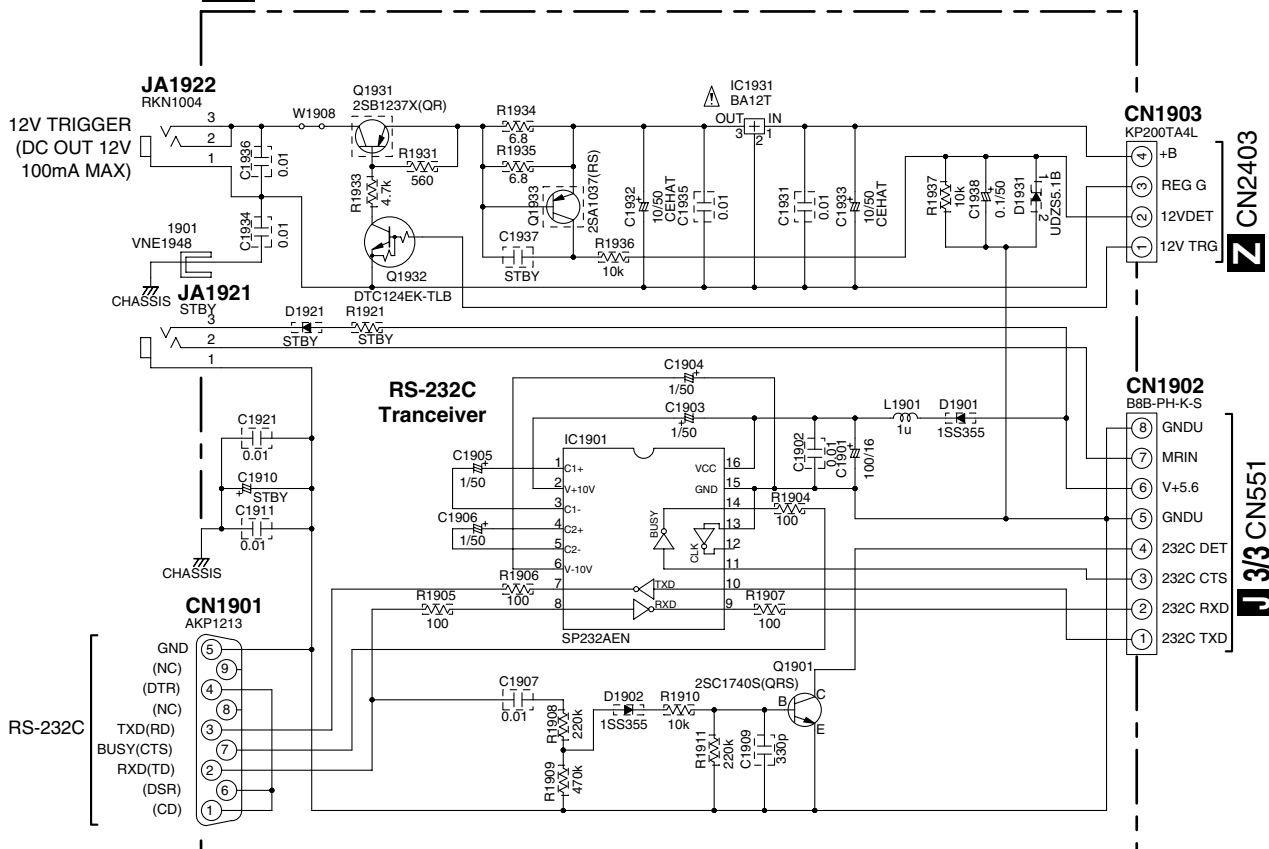 JA1922
RKN1004
12V TRIGGER
(DC OUT 12V
100mA MAX)
3
2
1
W1908
C1936
0.01
C1934
0.01
1901
VNE1948
CHASSIS
Q1931
2SB1237X(QR)
R1931
560
R1933
4.7k
Q1932
DTC124EK-TLB
R1934
6.8
R1935
6.8
Q1933
2SA1037(RS)
C1937
STBY
R1936
10k
C1932
10/50
CEHAT
C1935
0.01
IC1931
BA12T
OUT
IN
3
1
2
C1931
0.01
C1933
10/50
CEHAT
R1937
10k
C1938
0.1/50
D1931
UDZS5.1B
1
2
CN1903
KP200TA4L
4 +B
3 REG G
2 12VDET
1 12V TRG
Z CN2403
JA1921
STBY
3
2
1
D1921
STBY
R1921
STBY
RS-232C
Tranceiver
C1904
1/50
C1903
1/50
C1905
1/50
C1906
1/50
IC1901
1 C1+
2 V+10V
3 C1-
4 C2+
5 C2-
6 V-10V
7 TXD
8 RXD
VCC 16
GND 15
14
13
12
11
10
9
BUSY
CLK
SP232AEN
R1904
100
R1906
100
R1905
100
R1907
100
C1902
0.01
C1901
100/16
L1901
1u
D1901
1SS355
CN1902
B8B-PH-K-S
8 GNDU
7 MRIN
6 V+5.6
5 GNDU
4 232C DET
3 232C CTS
2 232C RXD
1 232C TXD
J 3/3 CN551
C1921
0.01
C1910
STBY
C1911
0.01
CHASSIS
CN1901
AKP1213
RS-232C
GND 5
(NC) 9
(DTR) 4
(NC) 8
TXD(RD) 3
BUSY(CTS) 7
RXD(TD) 2
(DSR) 6
(CD) 1
C1907
0.01
R1908
220k
R1909
470k
D1902
1SS355
R1910
10k
R1911
220k
C1909
330p
Q1901
2SC1740S(QRS)
B
C
E